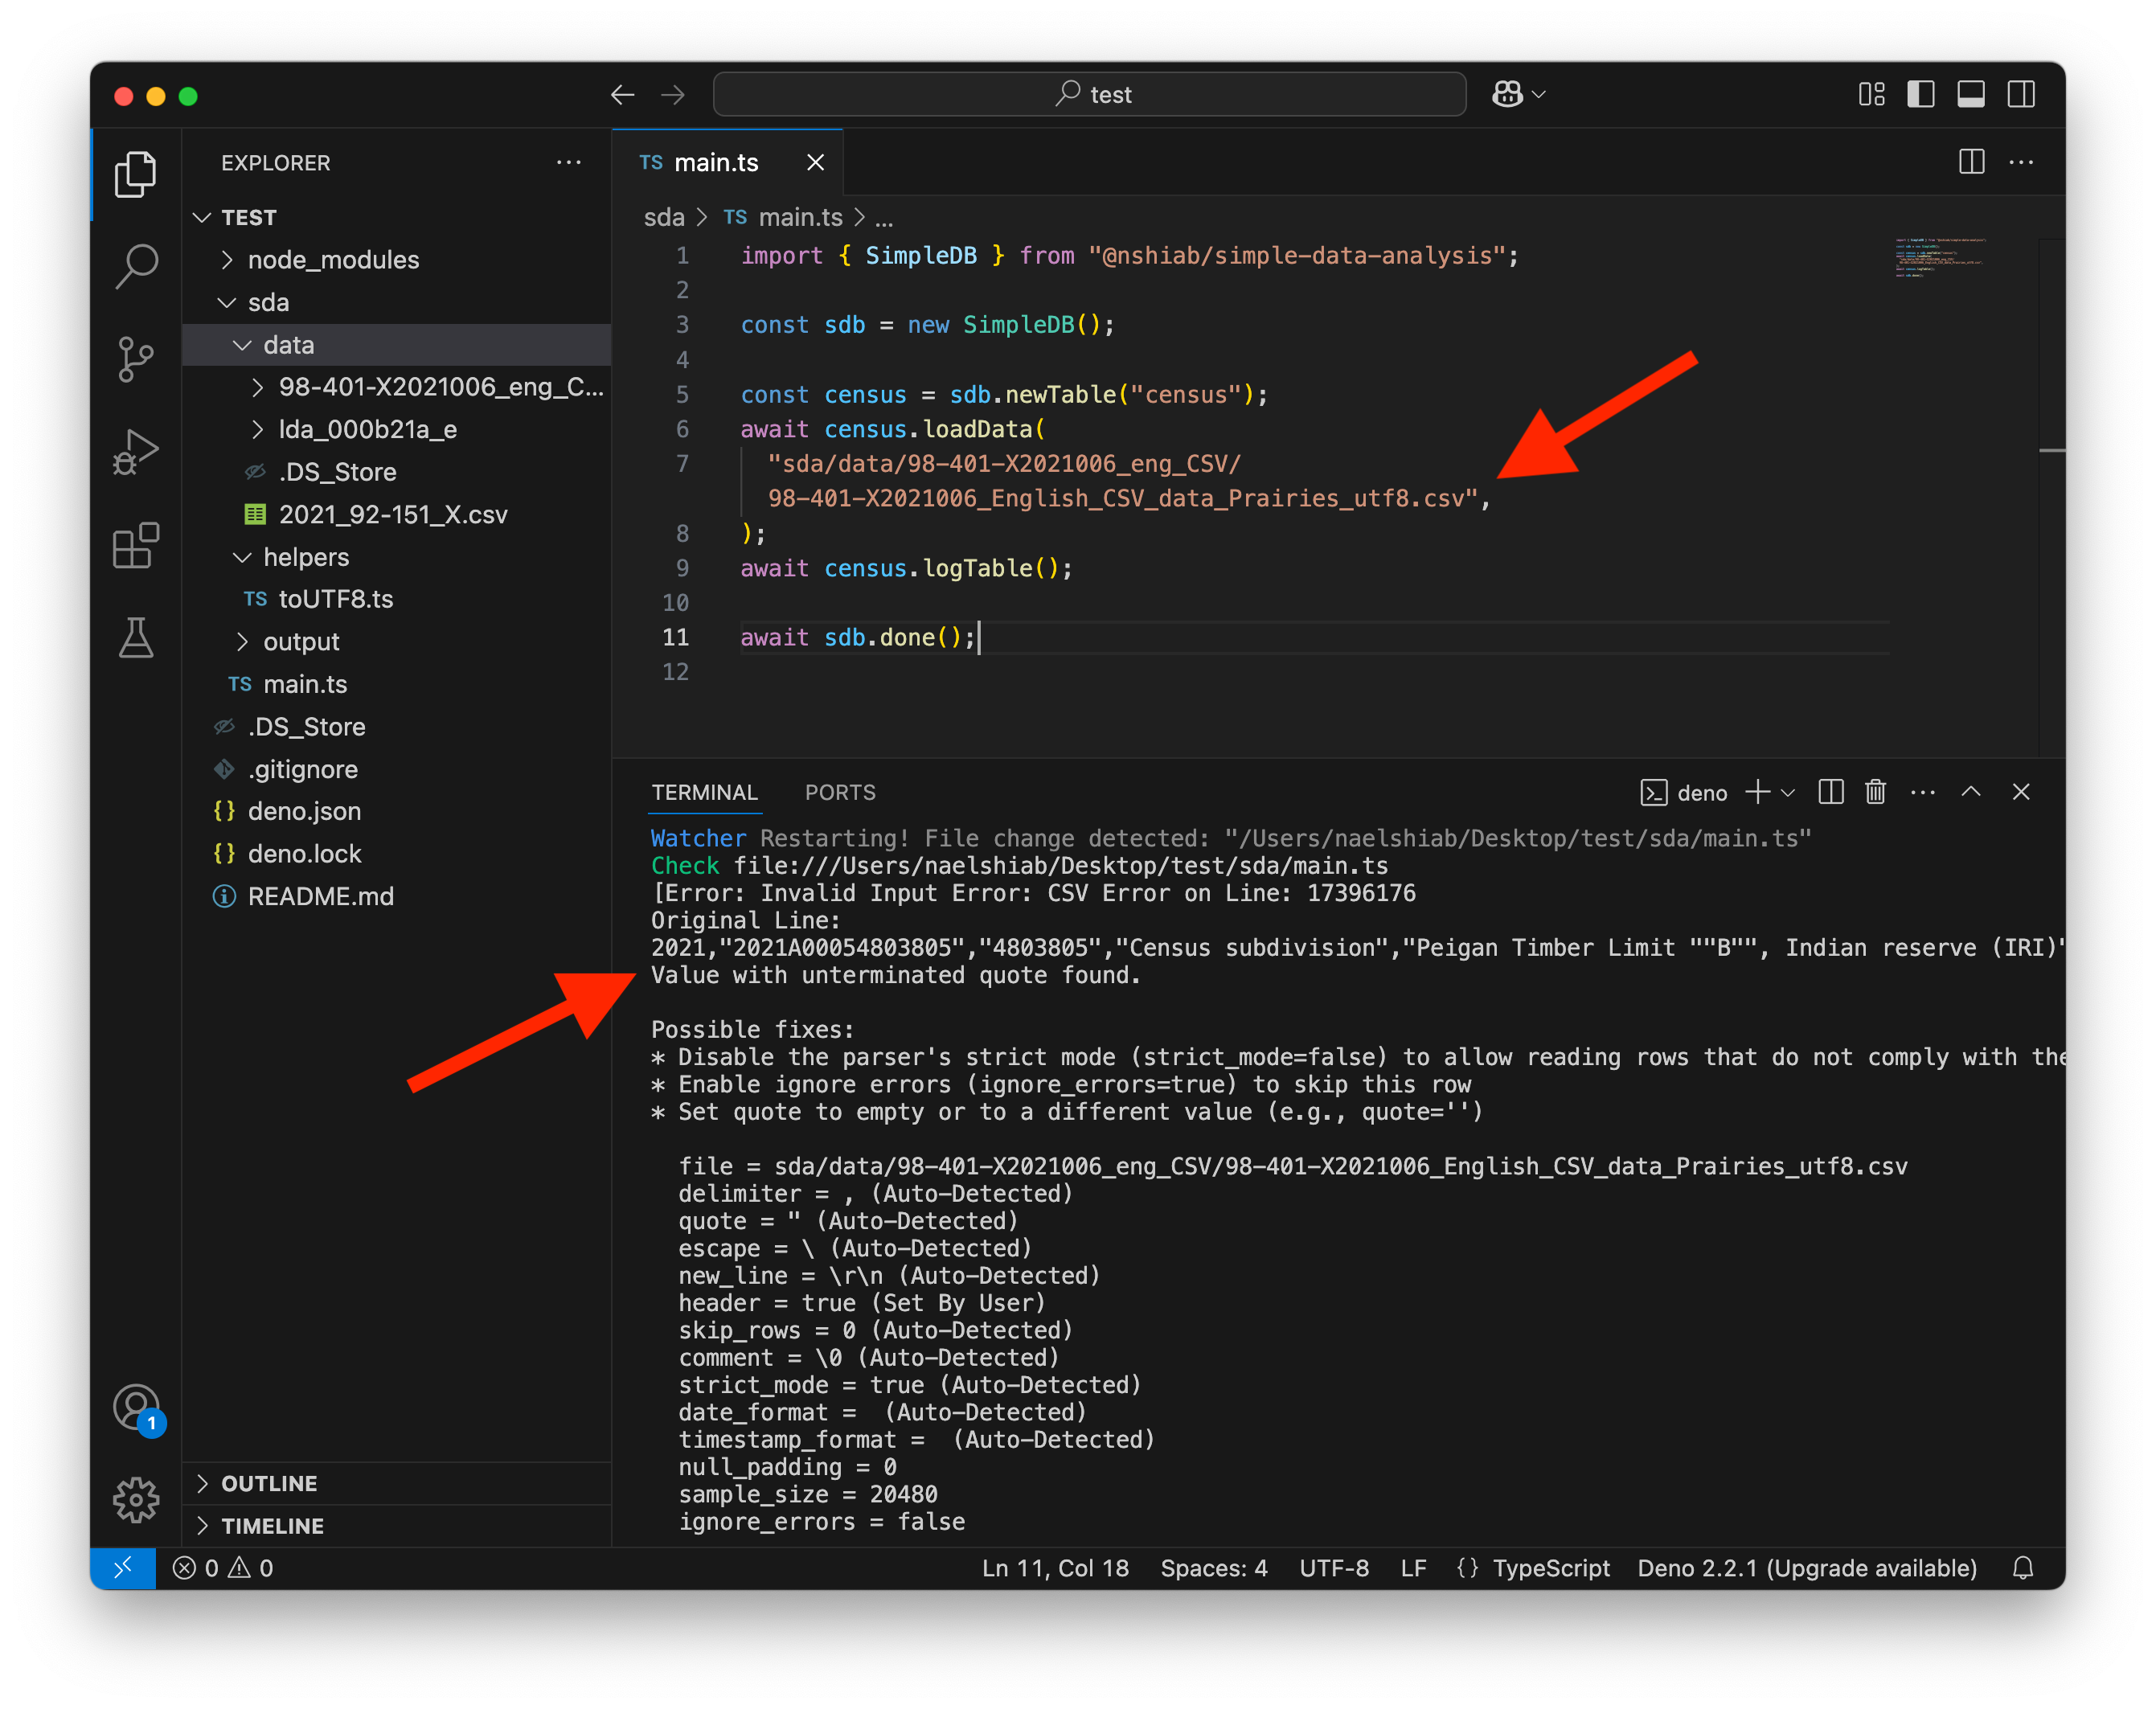 test
EXPLORER
TEST
node_modules
sda
data
98-401-X2021006_eng_C...
lda_000b21a_e
.DS_Store
2021_92-151_X.csv
helpers
TS toUTF8.ts
output
TS main.ts
.DS_Store
.gitignore
{} deno.json
{} deno.lock
README.md
OUTLINE
TIMELINE
1
TS main.ts
sda > TS main.ts > ...
1 import { SimpleDB } from "@nshiab/simple-data-analysis";
2
3 const sdb = new SimpleDB();
4
5 const census = sdb.newTable("census");
6 await census.loadData(
7 "sda/data/98-401-X2021006_eng_CSV/
98-401-X2021006_English_CSV_data_Prairies_utf8.csv",
8 );
9 await census.logTable();
10
11 await sdb.done();
12
TERMINAL PORTS deno
Watcher Restarting! File change detected: "/Users/naelshiab/Desktop/test/sda/main.ts"
Check file:///Users/naelshiab/Desktop/test/sda/main.ts
[Error: Invalid Input Error: CSV Error on Line: 17396176
Original Line:
2021,"2021A00054803805","4803805","Census subdivision","Peigan Timber Limit ""B"", Indian reserve (IRI)"
Value with unterminated quote found.
Possible fixes:
* Disable the parser's strict mode (strict_mode=false) to allow reading rows that do not comply with the
* Enable ignore errors (ignore_errors=true) to skip this row
* Set quote to empty or to a different value (e.g., quote='')
file = sda/data/98-401-X2021006_eng_CSV/98-401-X2021006_English_CSV_data_Prairies_utf8.csv
delimiter = , (Auto-Detected)
quote = " (Auto-Detected)
escape = \ (Auto-Detected)
new_line = \r\n (Auto-Detected)
header = true (Set By User)
skip_rows = 0 (Auto-Detected)
comment = \0 (Auto-Detected)
strict_mode = true (Auto-Detected)
date_format =  (Auto-Detected)
timestamp_format =  (Auto-Detected)
null_padding = 0
sample_size = 20480
ignore_errors = false
0 0 Ln 11, Col 18 Spaces: 4 UTF-8 LF {} TypeScript Deno 2.2.1 (Upgrade available)